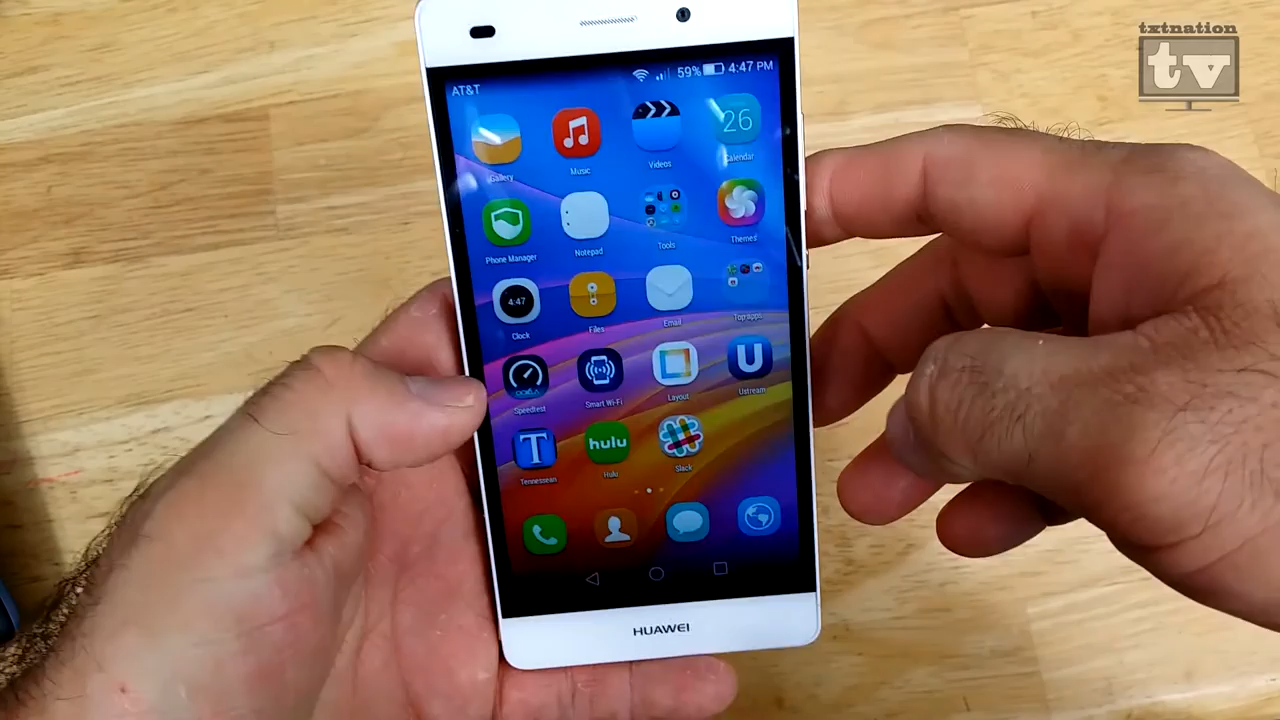 txtnation
tv
AT&T 59% 4:47 PM
26
Gallery Music Videos Calendar
Phone Manager Notepad Tools Themes
4:47
Clock Files Email Top apps
U
Speedtest Smart Wi-Fi Layout Ustream
T hulu
Tennessean Hulu Slack
HUAWEI